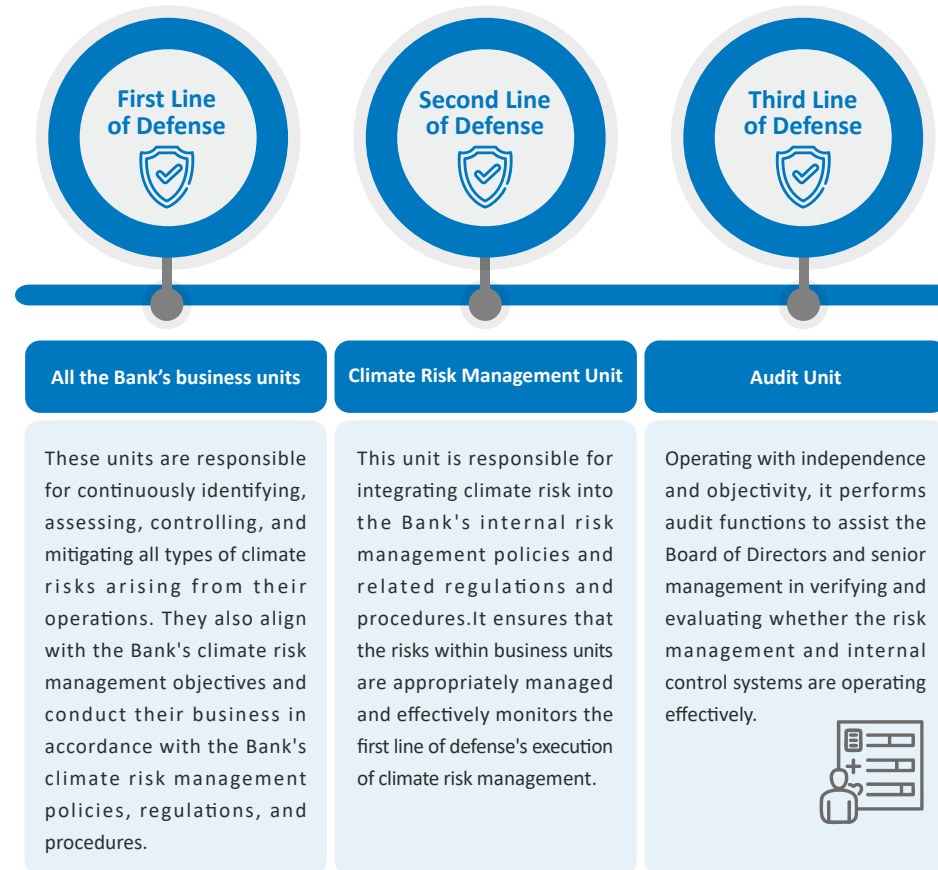 First Line
of Defense
Second Line
of Defense
Third Line
of Defense
All the Bank's business units
Climate Risk Management Unit
Audit Unit
These units are responsible
for continuously identifying,
assessing, controlling, and
mitigating all types of climate
risks arising from their
operations. They also align
with the Bank's climate risk
management objectives and
conduct their business in
accordance with the Bank's
climate risk management
policies, regulations, and
procedures.
This unit is responsible for
integrating climate risk into
the Bank's internal risk
management policies and
related regulations and
procedures.It ensures that
the risks within business units
are appropriately managed
and effectively monitors the
first line of defense's execution
of climate risk management.
Operating with independence
and objectivity, it performs
audit functions to assist the
Board of Directors and senior
management in verifying and
evaluating whether the risk
management and internal
control systems are operating
effectively.